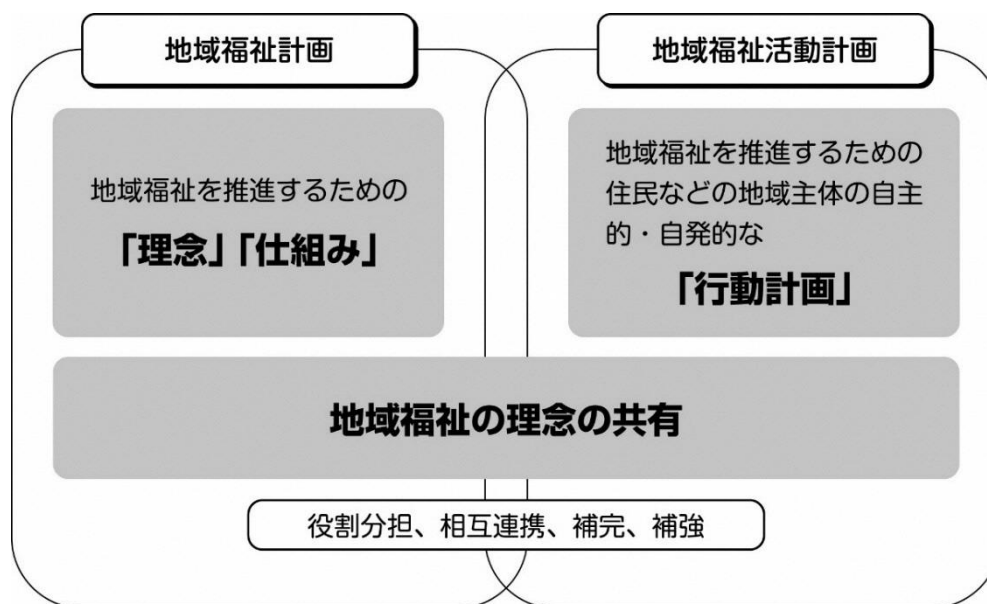 地域福祉計画
地域福祉を推進するための
「理念」「仕組み」
地域福祉活動計画
地域福祉を推進するための
住民などの地域主体の自主
的・自発的な
「行動計画」
地域福祉の理念の共有
役割分担、相互連携、補完、補強